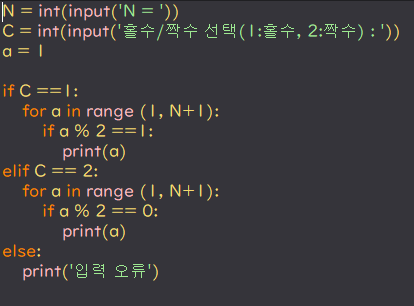 N = int(input('N = '))
C = int(input('홀수/짝수 선택(1:홀수, 2:짝수) : '))
a = 1

if C ==1:
    for a in range (1, N+1):
        if a % 2 ==1:
            print(a)
elif C == 2:
    for a in range (1, N+1):
        if a % 2 == 0:
            print(a)
else:
    print('입력 오류')